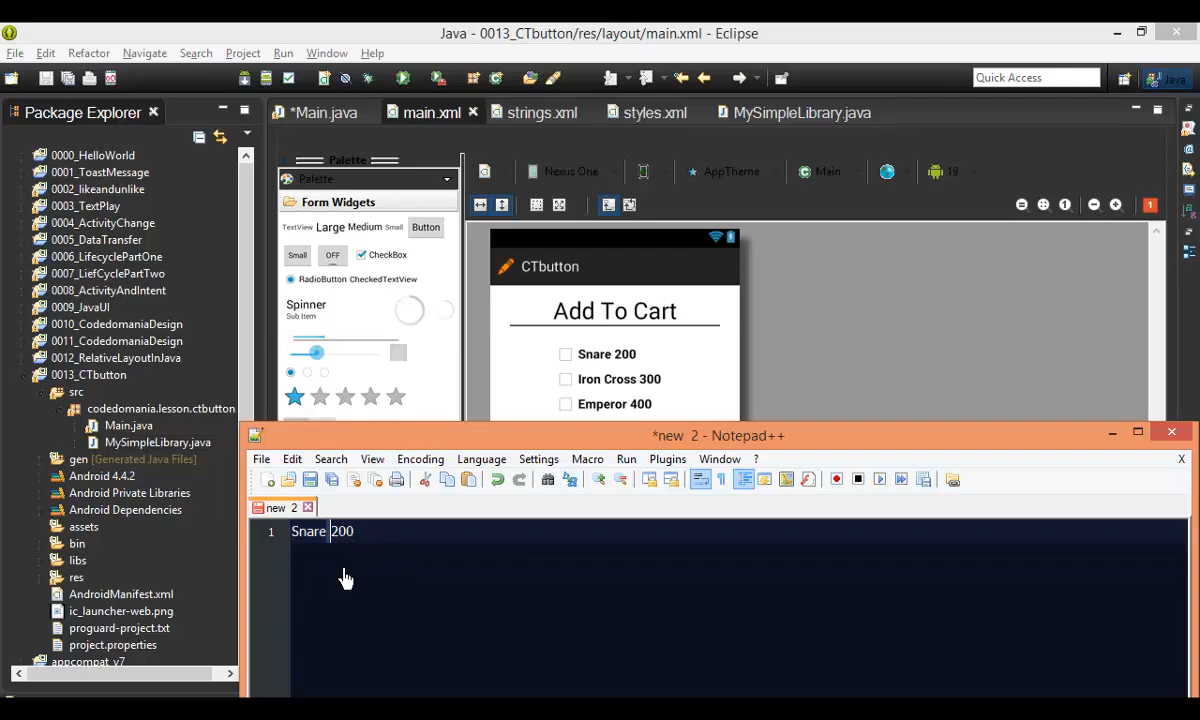 Java - 0013_CTbutton/res/layout/main.xml - Eclipse
File Edit Refactor Navigate Search Project Run Window Help
Quick Access
Java
Package Explorer
*Main.java main.xml strings.xml styles.xml MySimpleLibrary.java
0000_HelloWorld
0001_ToastMessage
0002_likeandunlike
0003_TextPlay
0004_ActivityChange
0005_DataTransfer
0006_LifecyclePartOne
0007_LiefCyclePartTwo
0008_ActivityAndIntent
0009_JavaUI
0010_CodedomaniaDesign
0011_CodedomaniaDesign
0012_RelativeLayoutInJava
0013_CTbutton
src
codedomania.lesson.ctbutton
Main.java
MySimpleLibrary.java
gen [Generated Java Files]
Android 4.4.2
Android Private Libraries
Android Dependencies
assets
bin
libs
res
AndroidManifest.xml
ic_launcher-web.png
proguard-project.txt
project.properties
appcompat_v7
Palette
Palette
Form Widgets
TextView Large Medium Small Button
Small OFF CheckBox
RadioButton CheckedTextView
Spinner
Sub Item
Nexus One AppTheme Main 19
1
CTbutton
Add To Cart
Snare 200
Iron Cross 300
Emperor 400
*new 2 - Notepad++
File Edit Search View Encoding Language Settings Macro Run Plugins Window ?
X
new 2
1 Snare 200